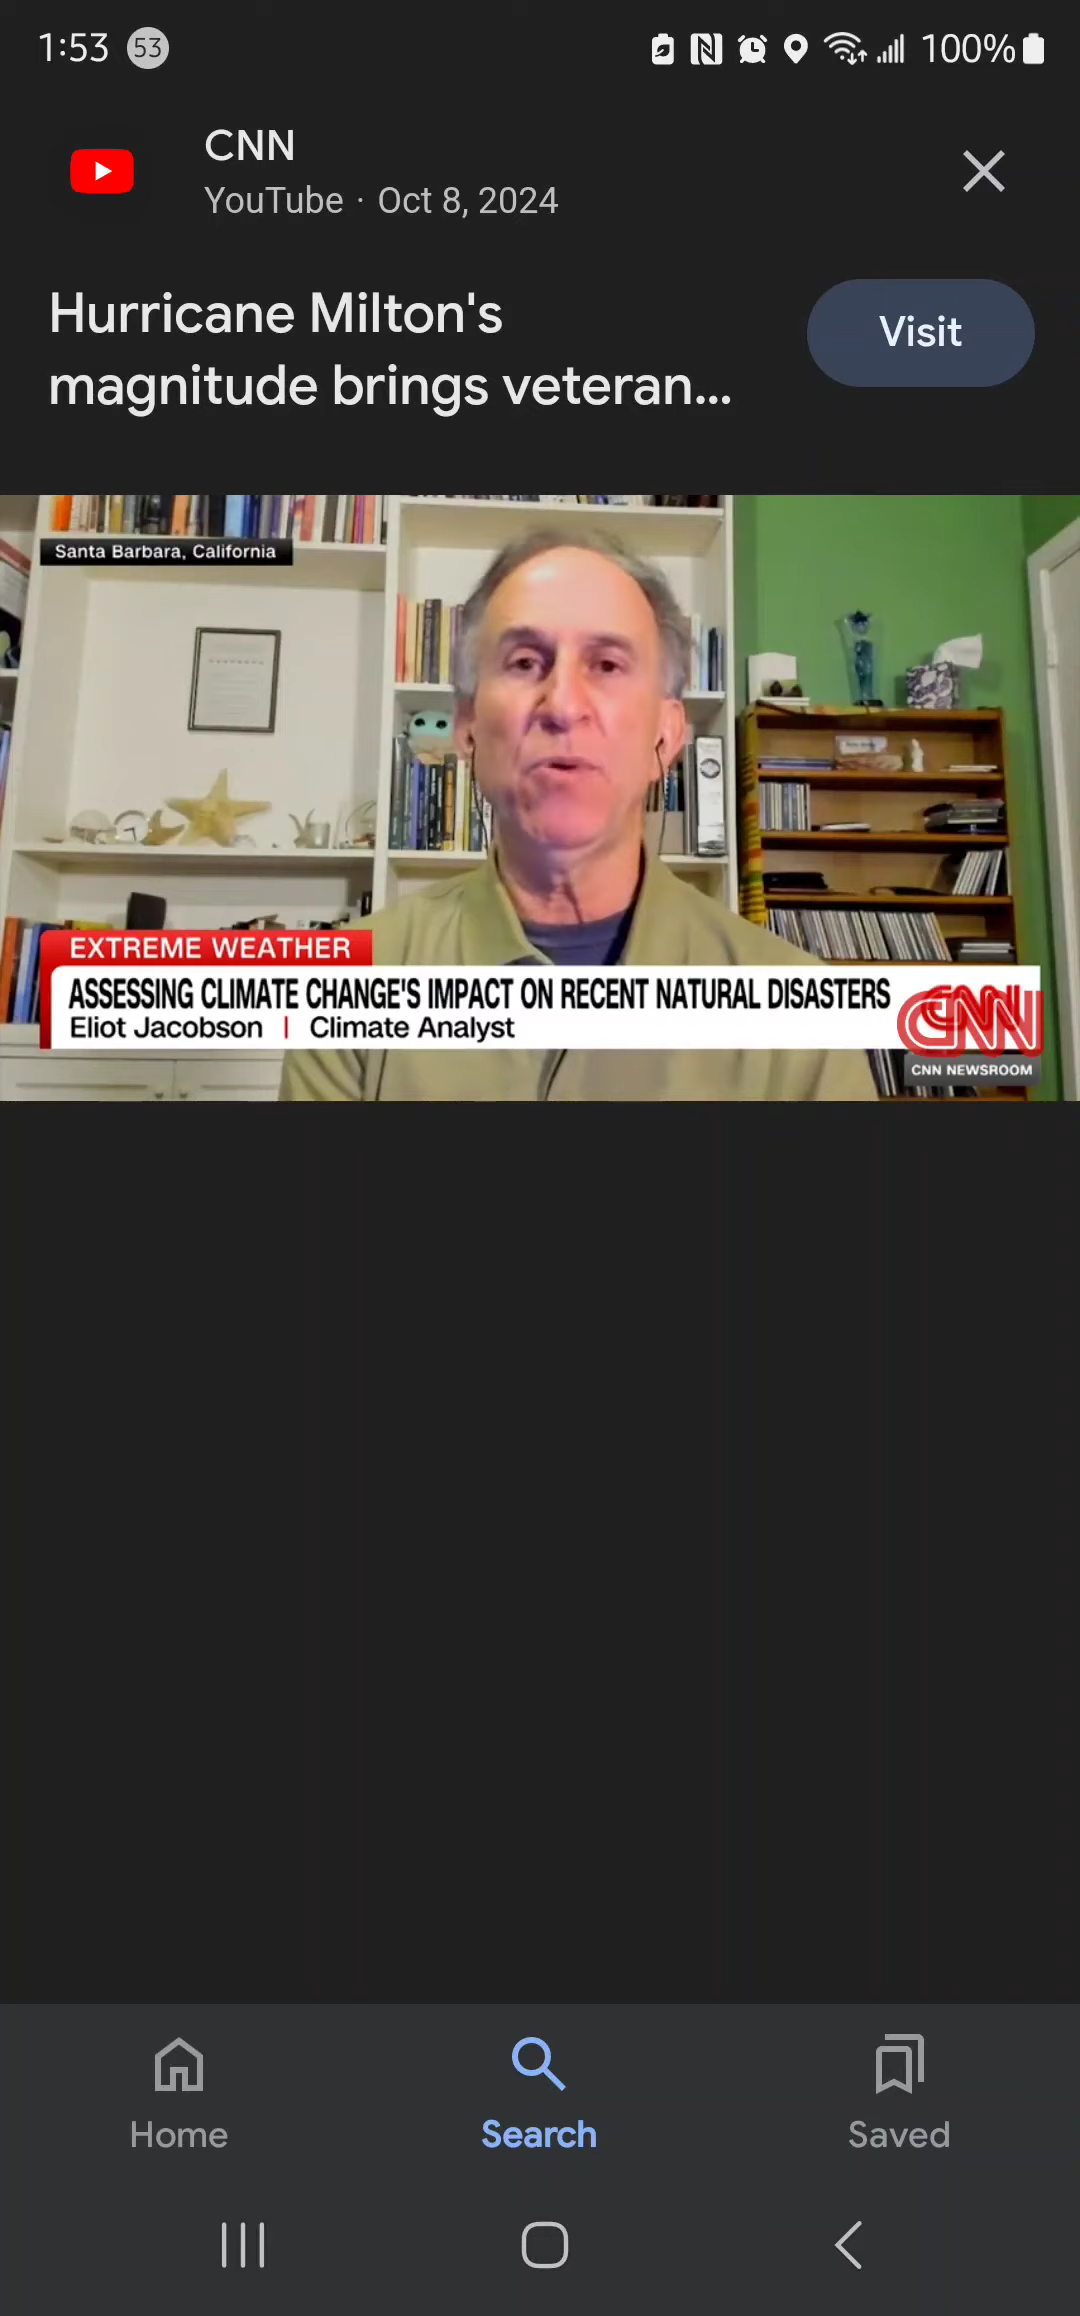 1:53 53 100%
CNN
YouTube · Oct 8, 2024
Hurricane Milton's
magnitude brings veteran...
Visit
Santa Barbara, California
EXTREME WEATHER
ASSESSING CLIMATE CHANGE'S IMPACT ON RECENT NATURAL DISASTERS
Eliot Jacobson | Climate Analyst
CNN
CNN NEWSROOM
Home Search Saved